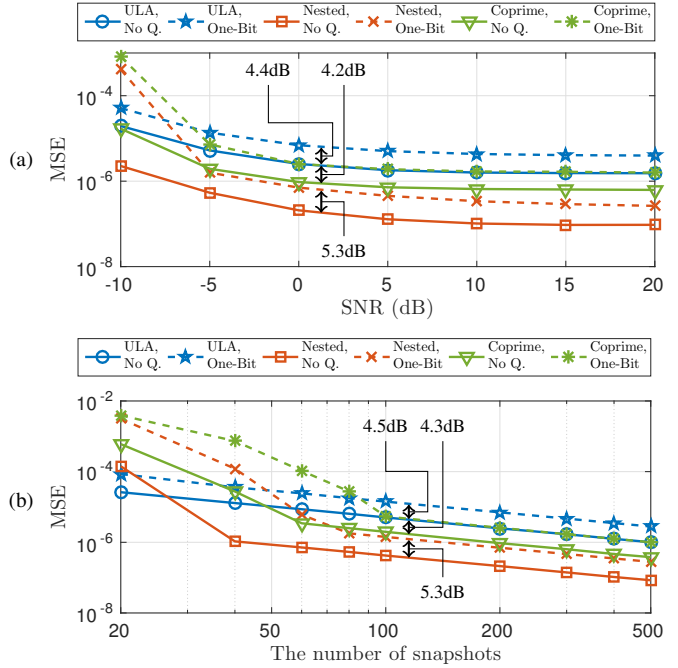 ULA, No Q. ULA, One-Bit Nested, No Q. Nested, One-Bit Coprime, No Q. Coprime, One-Bit
4.4dB 4.2dB
10^-4
(a)
MSE
10^-6
5.3dB
10^-8
-10 -5 0 5 10 15 20
SNR (dB)
ULA, No Q. ULA, One-Bit Nested, No Q. Nested, One-Bit Coprime, No Q. Coprime, One-Bit
10^-2
4.5dB 4.3dB
10^-4
(b)
MSE
10^-6
5.3dB
10^-8
20 50 100 200 500
The number of snapshots